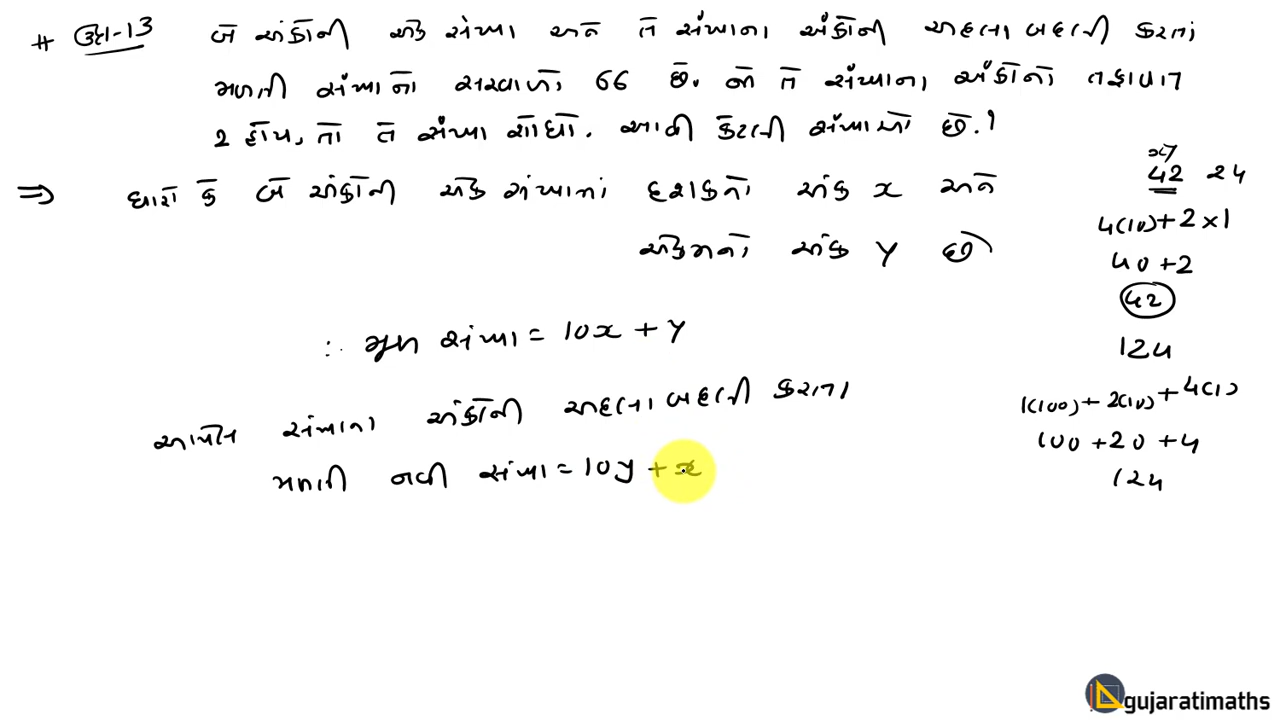 # ઉદા-13 બે અંકોની એક સંખ્યા અને તે સંખ્યાના અંકોની અદલા બદલી કરતાં
મળતી સંખ્યાનો સરવાળો 66 છે. જો તે સંખ્યાના અંકોનો તફાવત
2 હોય, તો તે સંખ્યા શોધો. આવી કેટલી સંખ્યાઓ છે.?
⇒ ધારો કે બે અંકોની એક સંખ્યાનાં દશકનો અંક x અને
એકમનો અંક y છે
∴ મૂળ સંખ્યા = 10x + y
આપેલ સંખ્યાના અંકોની અદલા બદલી કરતા
મળતી નવી સંખ્યા = 10y + x
xy
42 24
4(10) + 2 × 1
40 + 2
42
124
1(100) + 2(10) + 4(1)
100 + 20 + 4
124
gujaratimaths